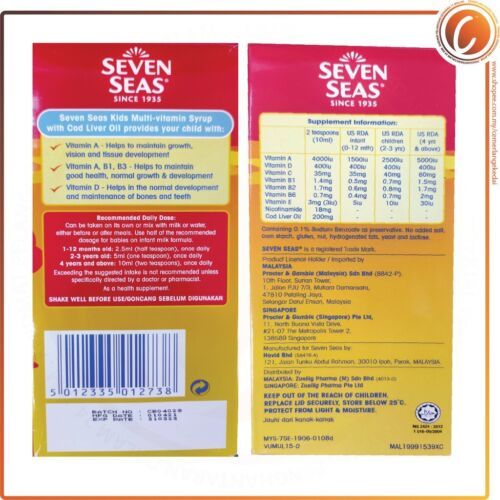 SEVEN
SEAS®
SINCE 1935
Seven Seas Kids Multi-vitamin Syrup
with Cod Liver Oil provides your child with:
Vitamin A - Helps to maintain growth,
vision and tissue development
Vitamin A, B1, B3 - Helps to maintain
good health, normal growth & development
Vitamin D - Helps in the normal development
and maintenance of bones and teeth
Recommended Daily Dose:
Can be taken on its own or mix with milk or water,
either before or after meals. Use half of the recommended
dosage for babies on infant milk formula.
1-12 months old: 2.5ml (half teaspoon), once daily
2-3 years old: 5ml (one teaspoon), once daily
4 years and above: 10ml (two teaspoons), once daily
Exceeding the suggested intake is not recommended unless
specifically directed by a doctor or pharmacist.
As a health supplement.
SHAKE WELL BEFORE USE/GONCANG SEBELUM DIGUNAKAN
5 012335 012738
BATCH NO
MFG DATE 010421
EXP DATE 310323
SEVEN
SEAS®
SINCE 1935
Supplement Information:
2 teaspoons (10ml) US RDA infant (0-12 mth) US RDA children (2-3 yrs) US RDA (4 yrs & above)
Vitamin A 4000iu 1500iu 2500iu 5000iu
Vitamin D 400iu 400iu 400iu 400iu
Vitamin C 35mg 35mg 40mg 60mg
Vitamin B1 1.4mg 0.5mg 0.7mg 1.5mg
Vitamin B2 1.7mg 0.6mg 0.8mg 1.7mg
Vitamin B6 0.7mg 0.4mg 0.7mg 2mg
Vitamin E 3mg (3iu) 5iu 10iu 30iu
Nicotinamide 18mg
Cod Liver Oil 200mg
Containing 0.1% Sodium Benzoate as preservative. No added salt,
corn starch, gluten, nut, hydrogenated fats, yeast and lactose.
SEVEN SEAS® is a registered Trade Mark.
Product Licence Holder / Imported by
MALAYSIA
Procter & Gamble (Malaysia) Sdn Bhd (8842-P).
10th Floor, Surian Tower,
1, Jalan PJU 7/3, Mutiara Damansara,
47810 Petaling Jaya,
Selangor Darul Ehsan, Malaysia
SINGAPORE
Procter & Gamble (Singapore) Pte Ltd,
11, North Buona Vista Drive,
#21-07 The Metropolis Tower 2,
138589 Singapore
Manufactured for Seven Seas by:
Hovid Bhd
121, Jalan Tunku Abdul Rahman, 30010 Ipoh, Perak, MALAYSIA.
Distributed by
MALAYSIA: Zuellig Pharma (M) Sdn Bhd
SINGAPORE: Zuellig Pharma Pte Ltd
KEEP OUT OF THE REACH OF CHILDREN.
REPLACE LID SECURELY, STORE BELOW 25°C.
PROTECT FROM LIGHT & MOISTURE.
Jauhi dari kanak-kanak.
MYS-7SE-1906-0108d
VUMUL15-D
MAL19991539XC